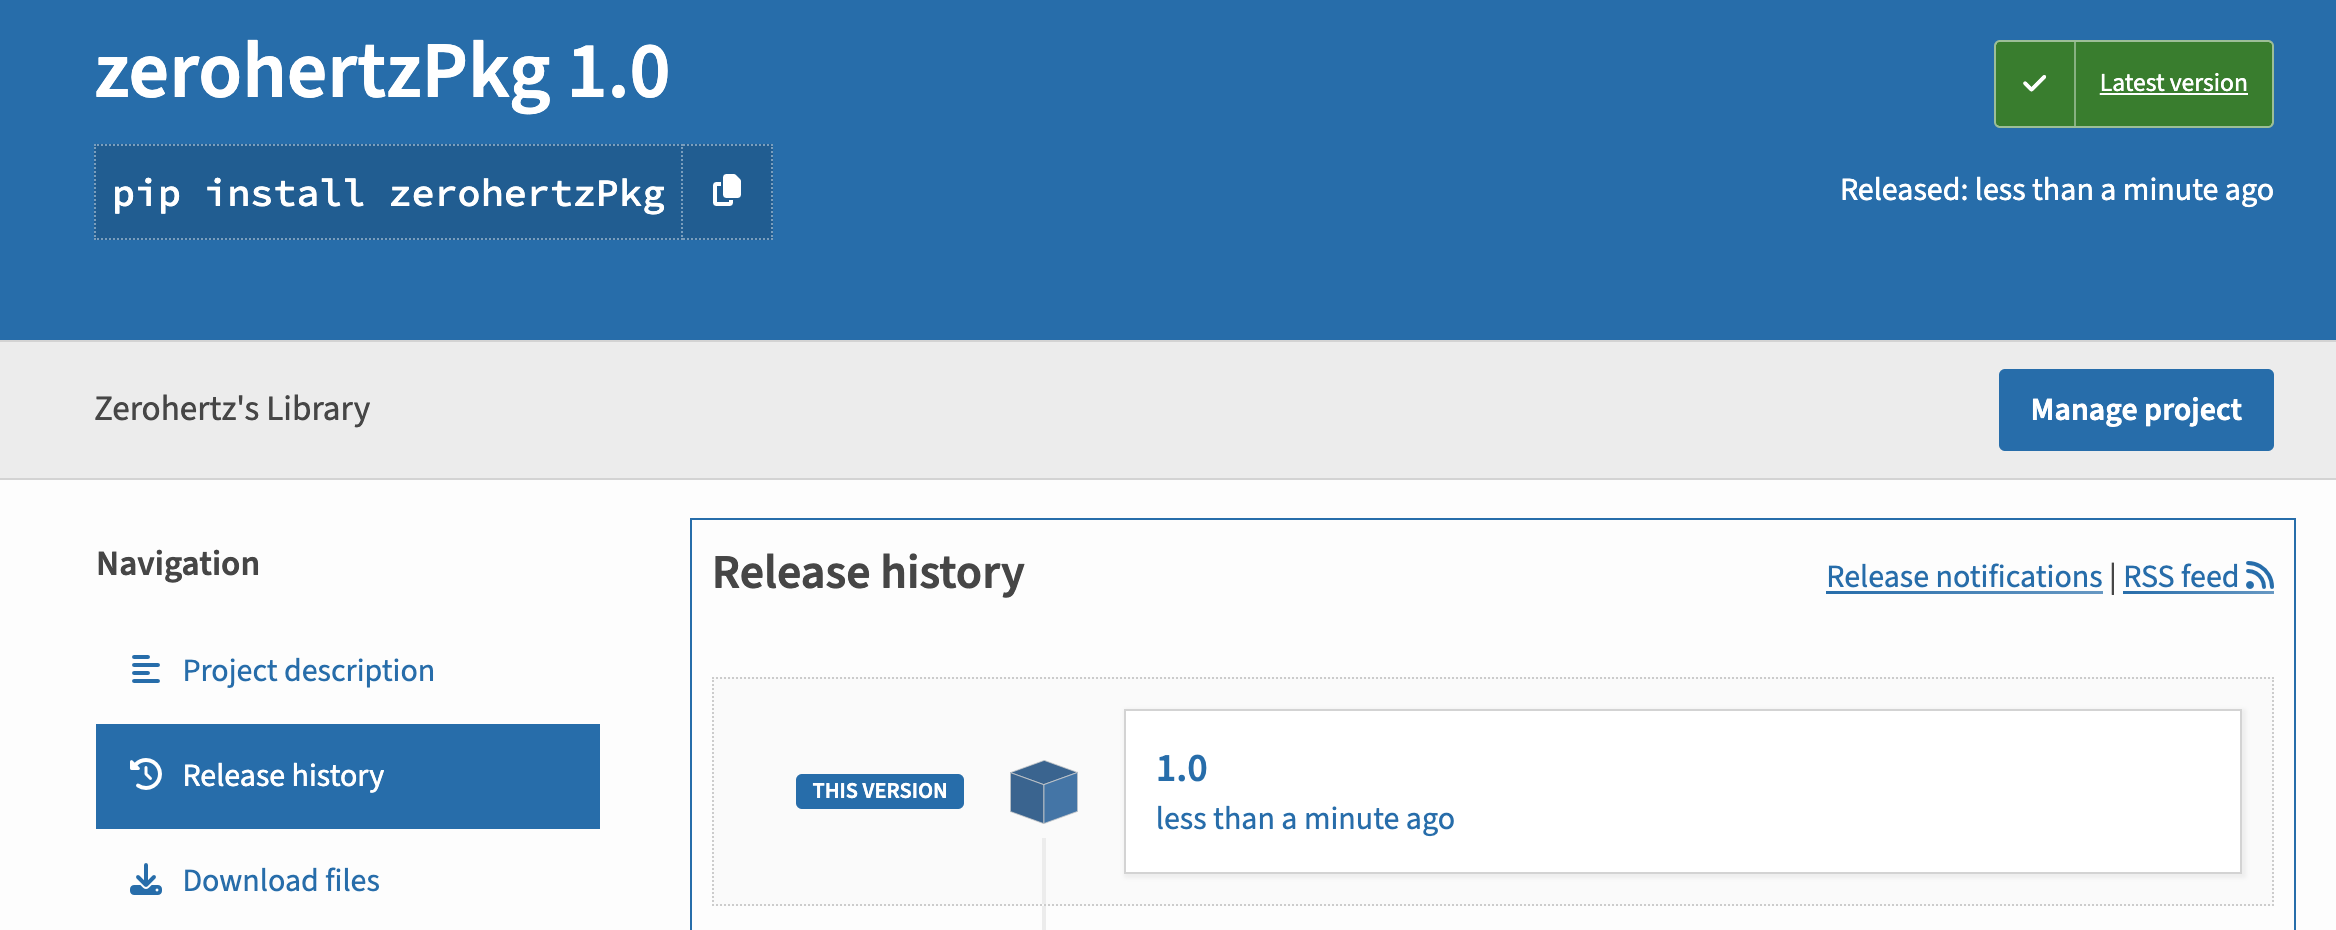 zerohertzPkg 1.0
Latest version
pip install zerohertzPkg
Released: less than a minute ago
Zerohertz's Library
Manage project
Navigation
Project description
Release history
Download files
Release history
Release notifications | RSS feed
THIS VERSION
1.0
less than a minute ago